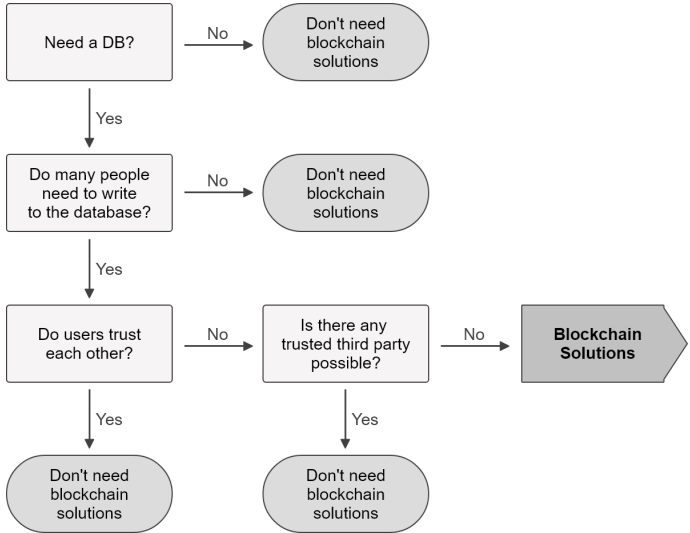 Need a DB?
No
Don't need
blockchain
solutions
Yes
Do many people
need to write
to the database?
No
Don't need
blockchain
solutions
Yes
Do users trust
each other?
No
Is there any
trusted third party
possible?
No
Blockchain
Solutions
Yes
Yes
Don't need
blockchain
solutions
Don't need
blockchain
solutions